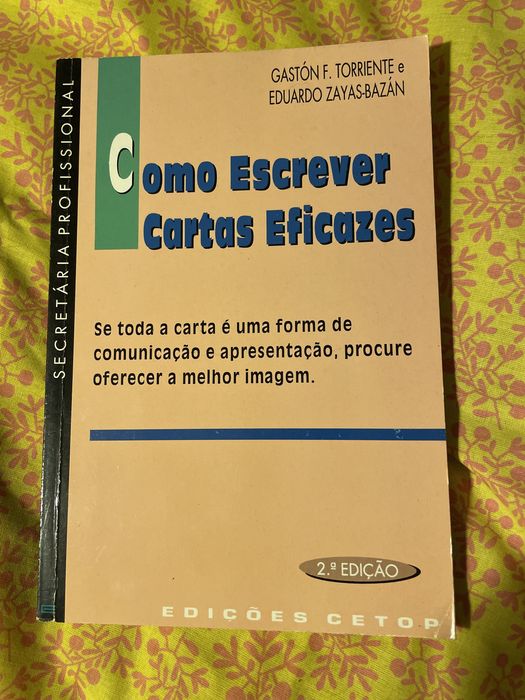 GASTÓN F. TORRIENTE e
EDUARDO ZAYAS-BAZÁN
Como Escrever
Cartas Eficazes
Se toda a carta é uma forma de
comunicação e apresentação, procure
oferecer a melhor imagem.
2.ª EDIÇÃO
EDIÇÕES CETOP
SECRETÁRIA PROFISSIONAL